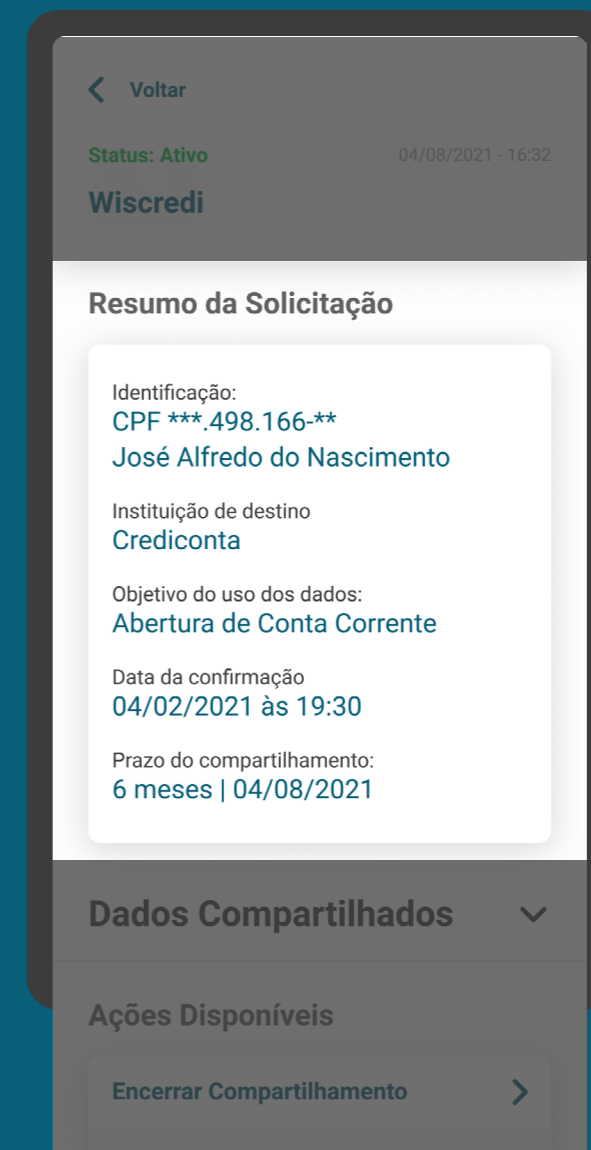 Voltar
Status: Ativo
04/08/2021 - 16:32
Wiscredi
Resumo da Solicitação
Identificação:
CPF ***.498.166-**
José Alfredo do Nascimento
Instituição de destino
Crediconta
Objetivo do uso dos dados:
Abertura de Conta Corrente
Data da confirmação
04/02/2021 às 19:30
Prazo do compartilhamento:
6 meses | 04/08/2021
Dados Compartilhados
Ações Disponíveis
Encerrar Compartilhamento